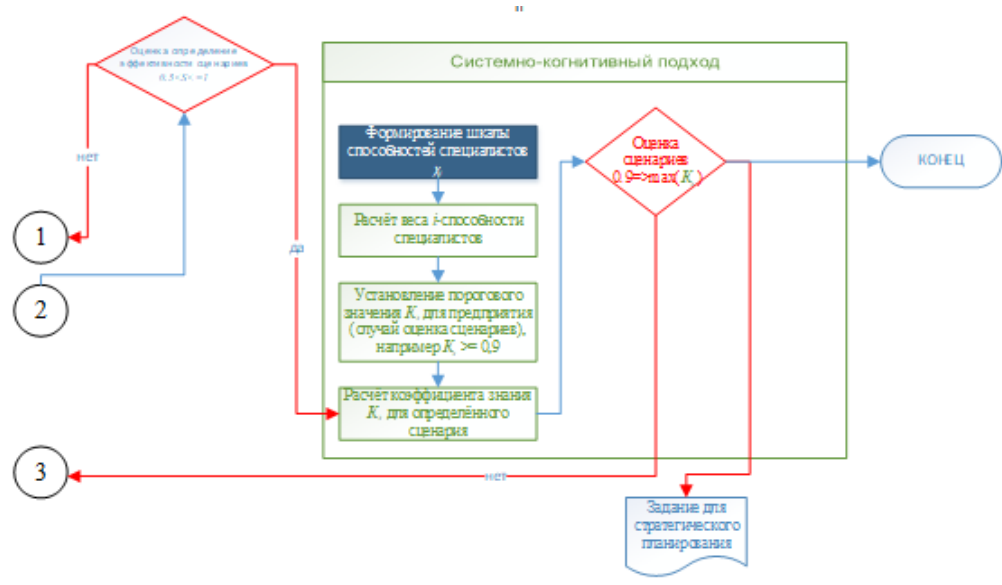 "
Оценка определения
эффективности сценариев
0.5<S<=1
Системно-когнитивный подход
Формирование шкалы
способностей специалистов
Оценка
сценариев
0.9=>max(K)
КОНЕЦ
нет
Расчёт веса i-способности
специалистов
1
да
2
Установление порогового
значения K, для предприятия
(случай оценка сценариев),
например K, >= 0,9
Расчёт коэффициента знания
K, для определённого
сценария
3
нет
Задание для
стратегического
планирования